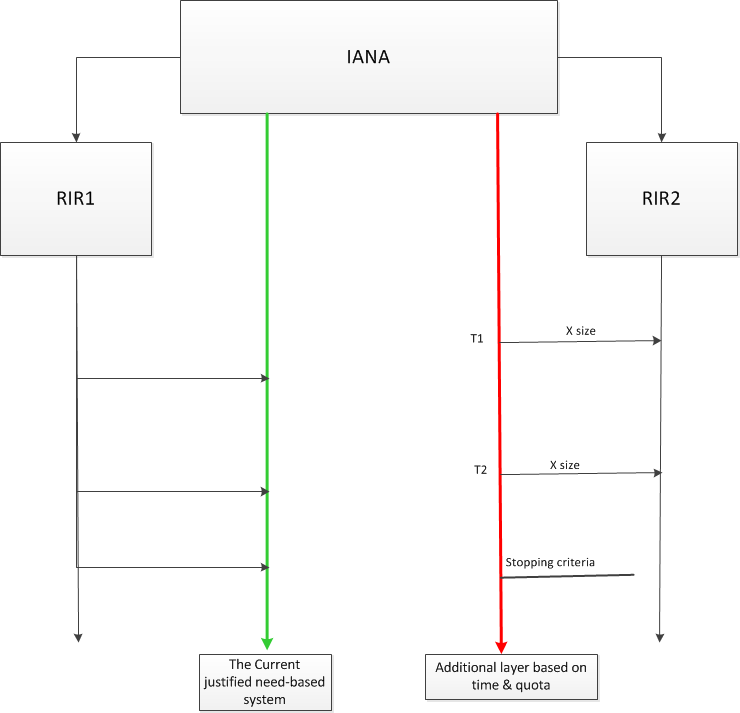 IANA
RIR1
RIR2
T1
X size
T2
X size
Stopping criteria
The Current
justified need-based
system
Additional layer based on
time & quota